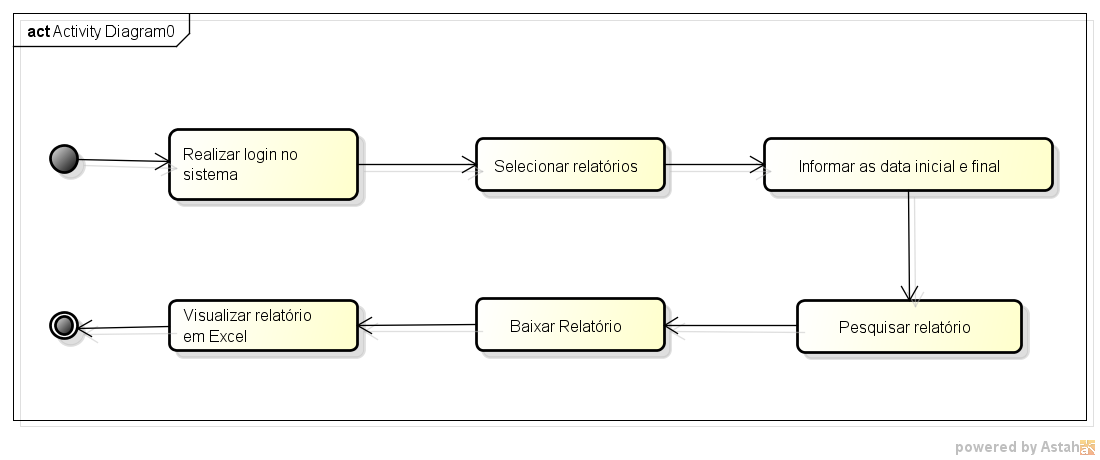 act Activity Diagram0
Realizar login no
sistema
Selecionar relatórios
Informar as data inicial e final
Pesquisar relatório
Baixar Relatório
Visualizar relatório
em Excel
powered by Astah